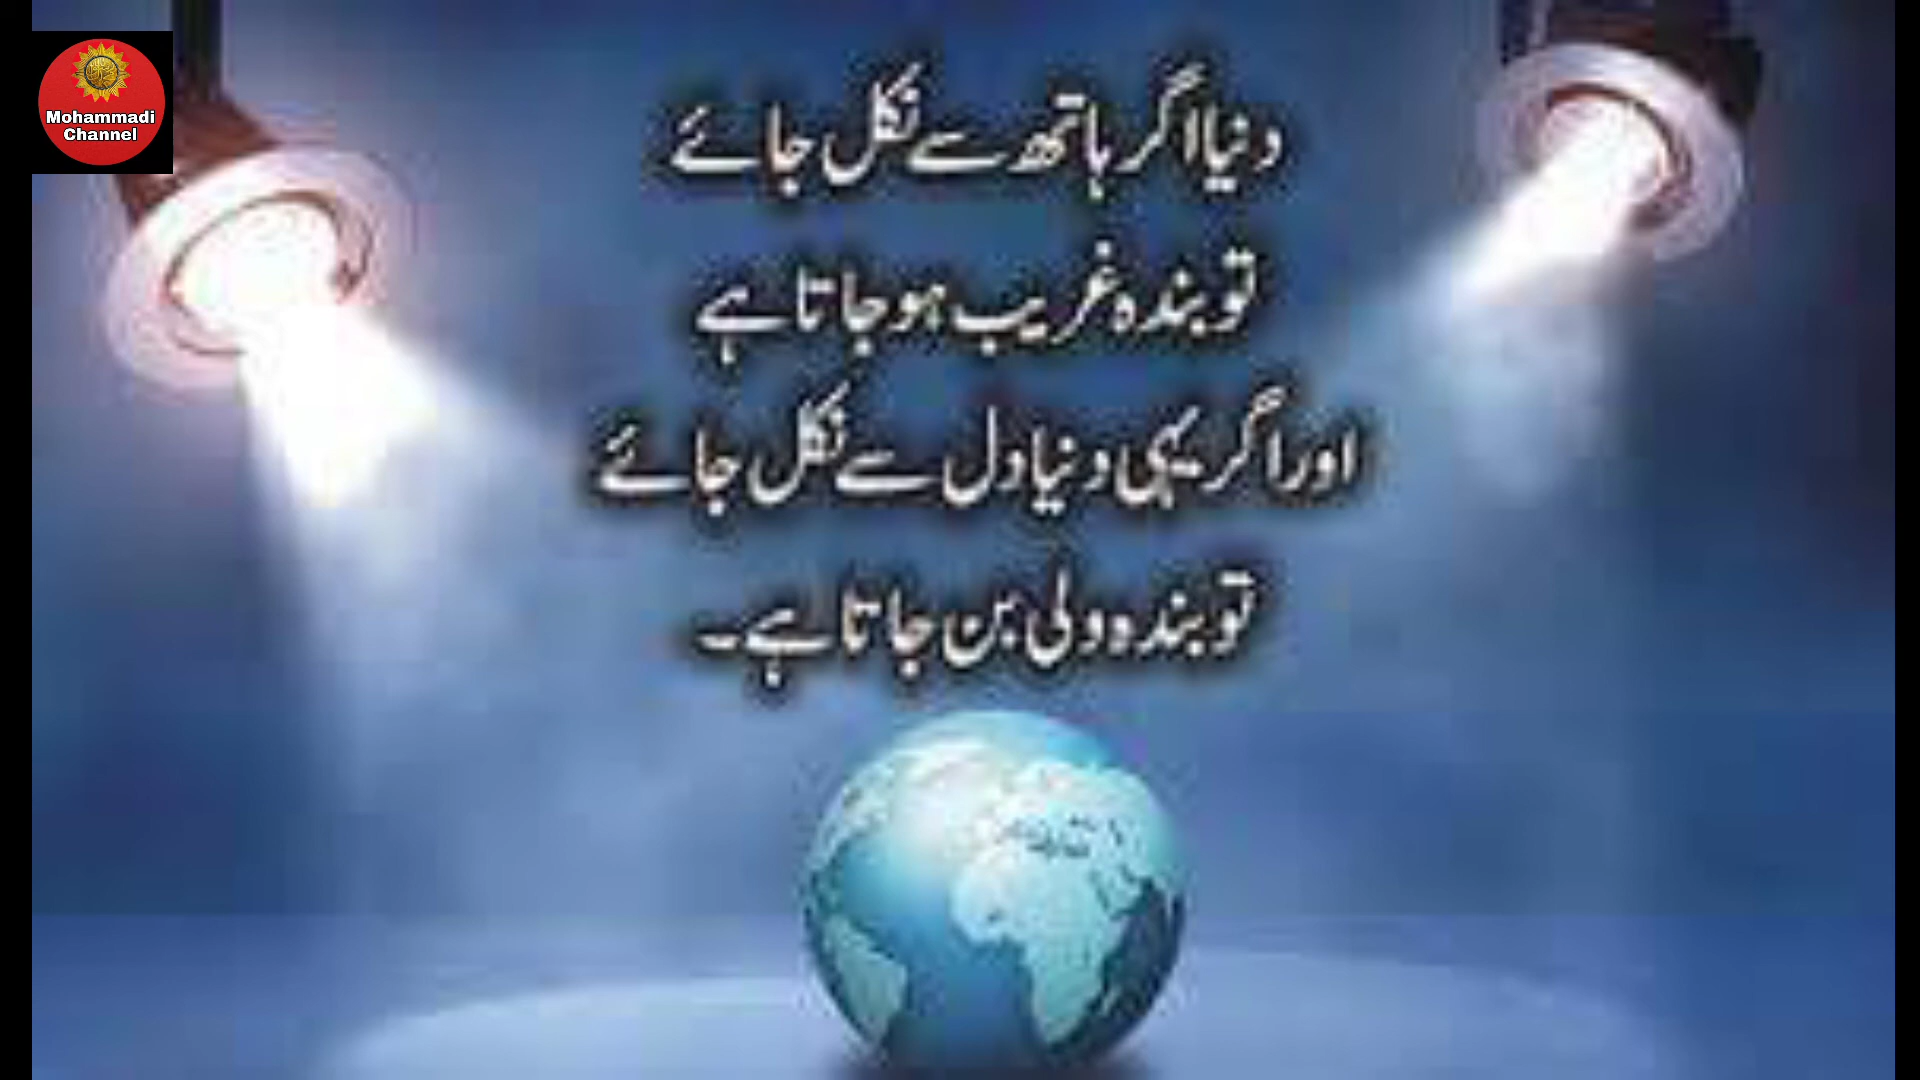 Mohammadi
Channel
دنیا اگر ہاتھ سے نکل جائے
تو بندہ غریب ہو جاتا ہے
اور اگر یہی دنیا دل سے نکل جائے
تو بندہ ولی بن جاتا ہے۔